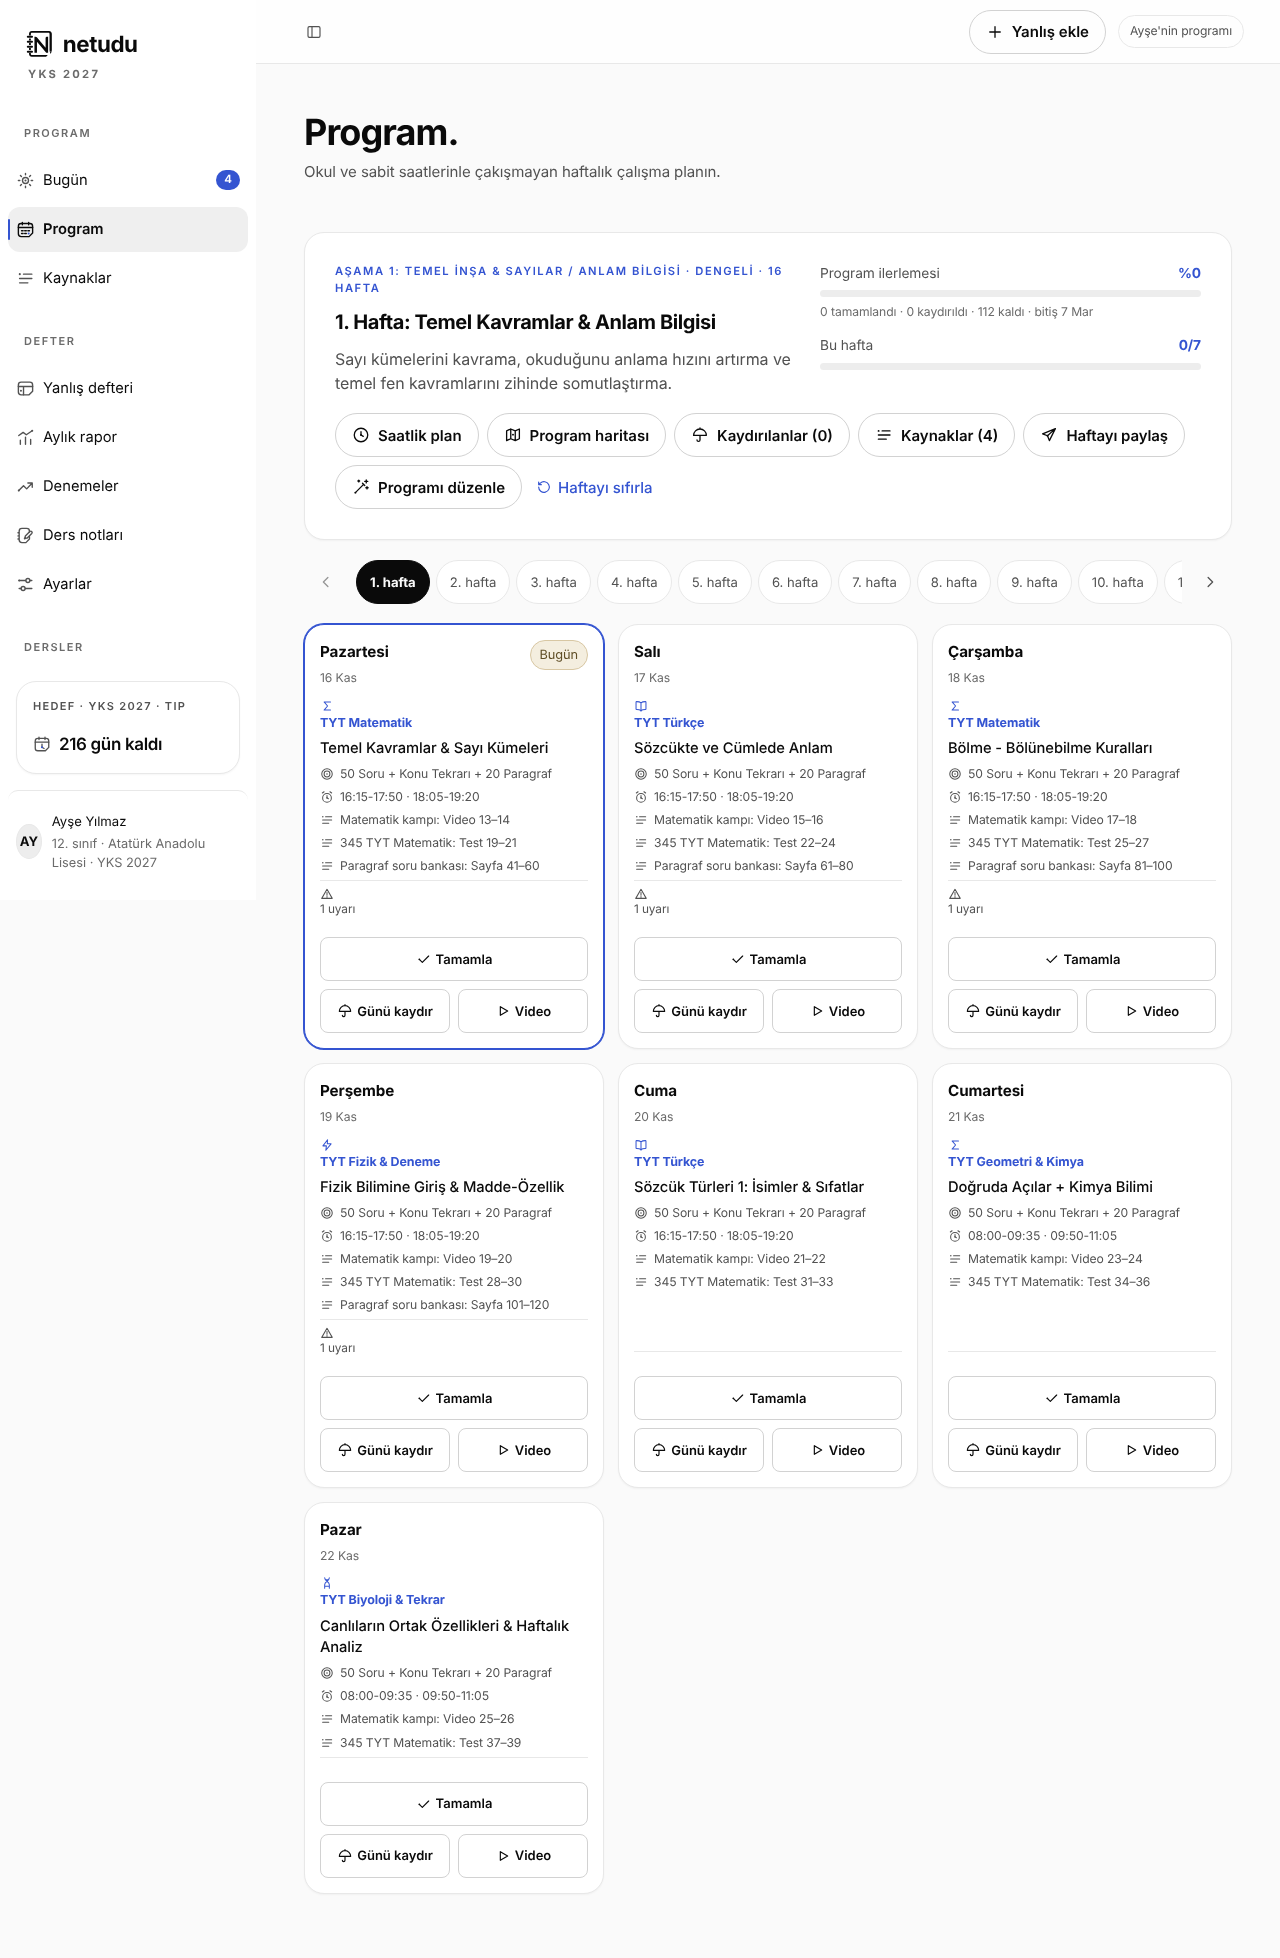 netudu
YKS 2027
PROGRAM
Bugün
4
Program
Kaynaklar
DEFTER
Yanlış defteri
Aylık rapor
Denemeler
Ders notları
Ayarlar
DERSLER
HEDEF · YKS 2027 · TIP
216 gün kaldı
AY
Ayşe Yılmaz
12. sınıf · Atatürk Anadolu
Lisesi · YKS 2027
Yanlış ekle
Ayşe'nin programı
Program.
Okul ve sabit saatlerinle çakışmayan haftalık çalışma planın.
AŞAMA 1: TEMEL İNŞA & SAYILAR / ANLAM BİLGİSİ · DENGELİ · 16
HAFTA
1. Hafta: Temel Kavramlar & Anlam Bilgisi
Sayı kümelerini kavrama, okuduğunu anlama hızını artırma ve
temel fen kavramlarını zihinde somutlaştırma.
Program ilerlemesi
%0
0 tamamlandı · 0 kaydırıldı · 112 kaldı · bitiş 7 Mar
Bu hafta
0/7
Saatlik plan
Program haritası
Kaydırılanlar (0)
Kaynaklar (4)
Haftayı paylaş
Programı düzenle
Haftayı sıfırla
1. hafta
2. hafta
3. hafta
4. hafta
5. hafta
6. hafta
7. hafta
8. hafta
9. hafta
10. hafta
1
Pazartesi
Bugün
16 Kas
TYT Matematik
Temel Kavramlar & Sayı Kümeleri
50 Soru + Konu Tekrarı + 20 Paragraf
16:15-17:50 · 18:05-19:20
Matematik kampı: Video 13–14
345 TYT Matematik: Test 19–21
Paragraf soru bankası: Sayfa 41–60
1 uyarı
Tamamla
Günü kaydır
Video
Salı
17 Kas
TYT Türkçe
Sözcükte ve Cümlede Anlam
50 Soru + Konu Tekrarı + 20 Paragraf
16:15-17:50 · 18:05-19:20
Matematik kampı: Video 15–16
345 TYT Matematik: Test 22–24
Paragraf soru bankası: Sayfa 61–80
1 uyarı
Tamamla
Günü kaydır
Video
Çarşamba
18 Kas
TYT Matematik
Bölme - Bölünebilme Kuralları
50 Soru + Konu Tekrarı + 20 Paragraf
16:15-17:50 · 18:05-19:20
Matematik kampı: Video 17–18
345 TYT Matematik: Test 25–27
Paragraf soru bankası: Sayfa 81–100
1 uyarı
Tamamla
Günü kaydır
Video
Perşembe
19 Kas
TYT Fizik & Deneme
Fizik Bilimine Giriş & Madde-Özellik
50 Soru + Konu Tekrarı + 20 Paragraf
16:15-17:50 · 18:05-19:20
Matematik kampı: Video 19–20
345 TYT Matematik: Test 28–30
Paragraf soru bankası: Sayfa 101–120
1 uyarı
Tamamla
Günü kaydır
Video
Cuma
20 Kas
TYT Türkçe
Sözcük Türleri 1: İsimler & Sıfatlar
50 Soru + Konu Tekrarı + 20 Paragraf
16:15-17:50 · 18:05-19:20
Matematik kampı: Video 21–22
345 TYT Matematik: Test 31–33
Tamamla
Günü kaydır
Video
Cumartesi
21 Kas
TYT Geometri & Kimya
Doğruda Açılar + Kimya Bilimi
50 Soru + Konu Tekrarı + 20 Paragraf
08:00-09:35 · 09:50-11:05
Matematik kampı: Video 23–24
345 TYT Matematik: Test 34–36
Tamamla
Günü kaydır
Video
Pazar
22 Kas
TYT Biyoloji & Tekrar
Canlıların Ortak Özellikleri & Haftalık
Analiz
50 Soru + Konu Tekrarı + 20 Paragraf
08:00-09:35 · 09:50-11:05
Matematik kampı: Video 25–26
345 TYT Matematik: Test 37–39
Tamamla
Günü kaydır
Video